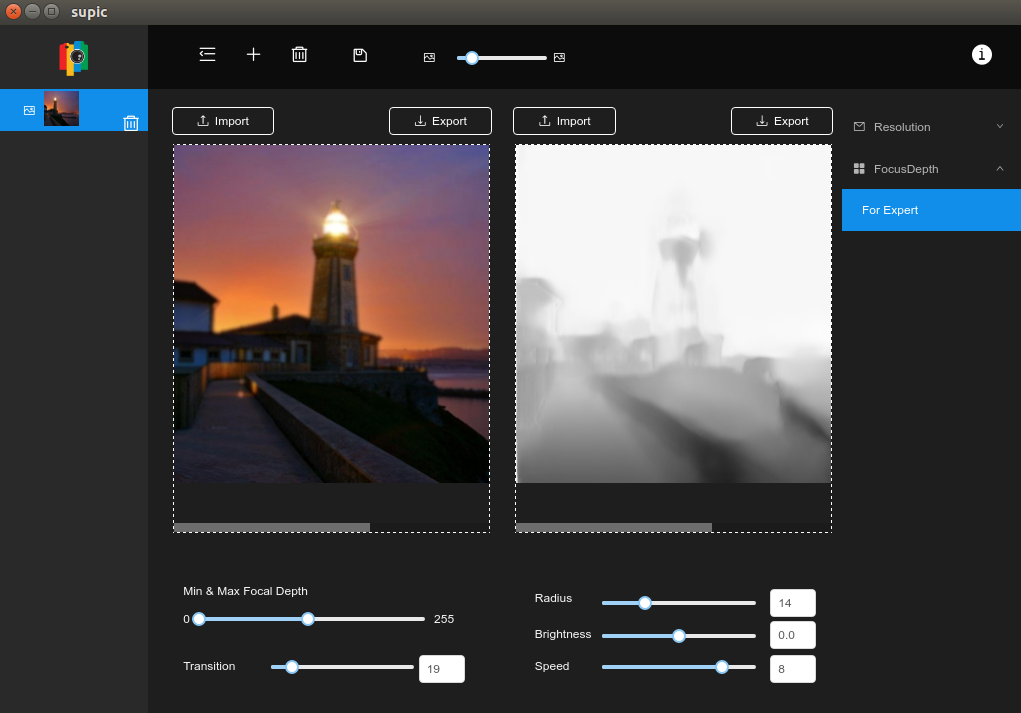 supic
Import
Export
Import
Export
Resolution
FocusDepth
For Expert
Min & Max Focal Depth
0
255
Transition
19
Radius
14
Brightness
0.0
Speed
8